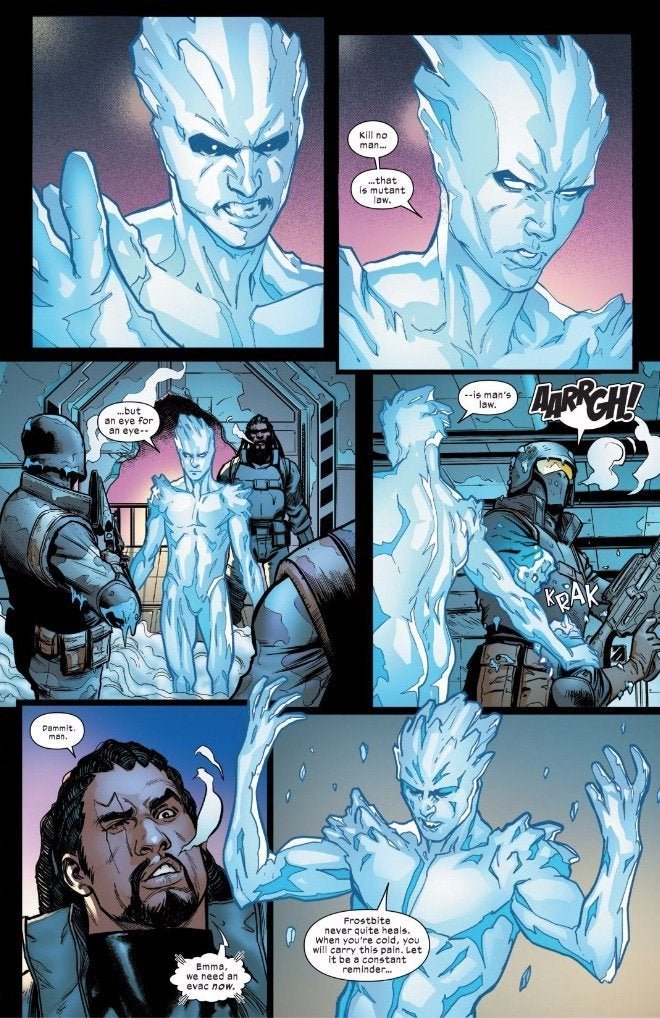 Kill no
man...
...that
is mutant
law.
...but
an eye for
an eye--
--is man's
law.
AARRGH!
KRAK
Dammit,
man.
Emma,
we need an
evac now.
Frostbite
never quite heals.
When you're cold, you
will carry this pain. Let
it be a constant
reminder...